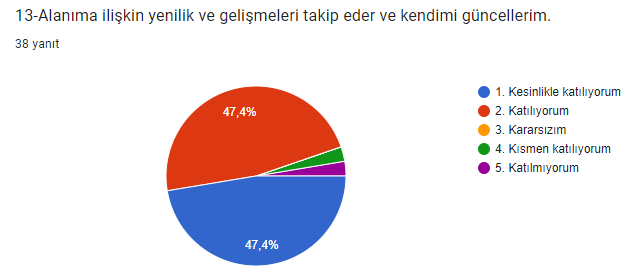 13-Alanıma ilişkin yenilik ve gelişmeleri takip eder ve kendimi güncellerim.
38 yanıt
47,4%
47,4%
1. Kesinlikle katılıyorum
2. Katılıyorum
3. Kararsızım
4. Kısmen katılıyorum
5. Katılmıyorum